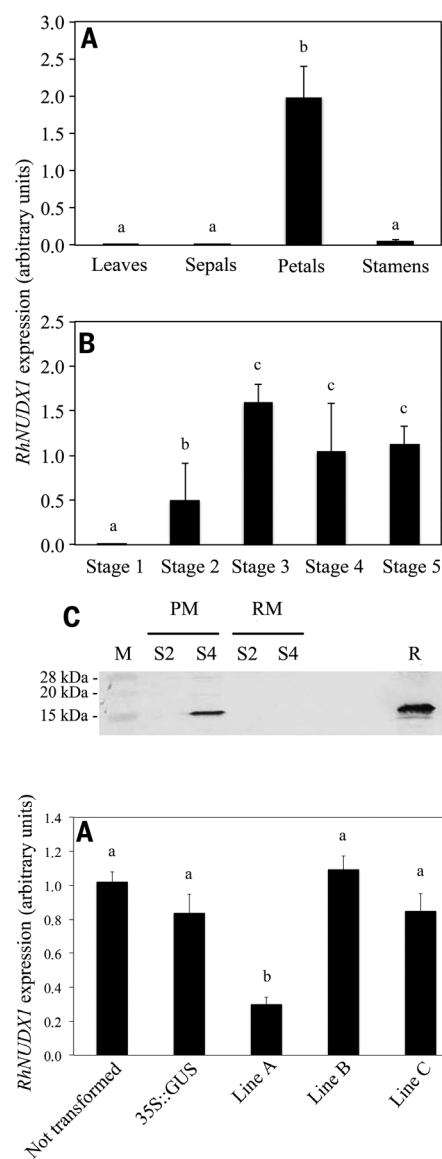 A
3.0
b
2.5
2.0
1.5
1.0
0.5
a a a
0.0
Leaves Sepals Petals Stamens
RhNUDX1 expression (arbitrary units)
B
2.5
2.0
c
1.5
c c
1.0
b
0.5
a
0.0
Stage 1 Stage 2 Stage 3 Stage 4 Stage 5
C
PM RM
M S2 S4 S2 S4 R
28 kDa -
20 kDa -
15 kDa -
RhNUDX1 expression (arbitrary units)
A
1.4
1.2
a a a a
1.0
0.8
0.6
b
0.4
0.2
0.0
Not transformed 35S::GUS Line A Line B Line C